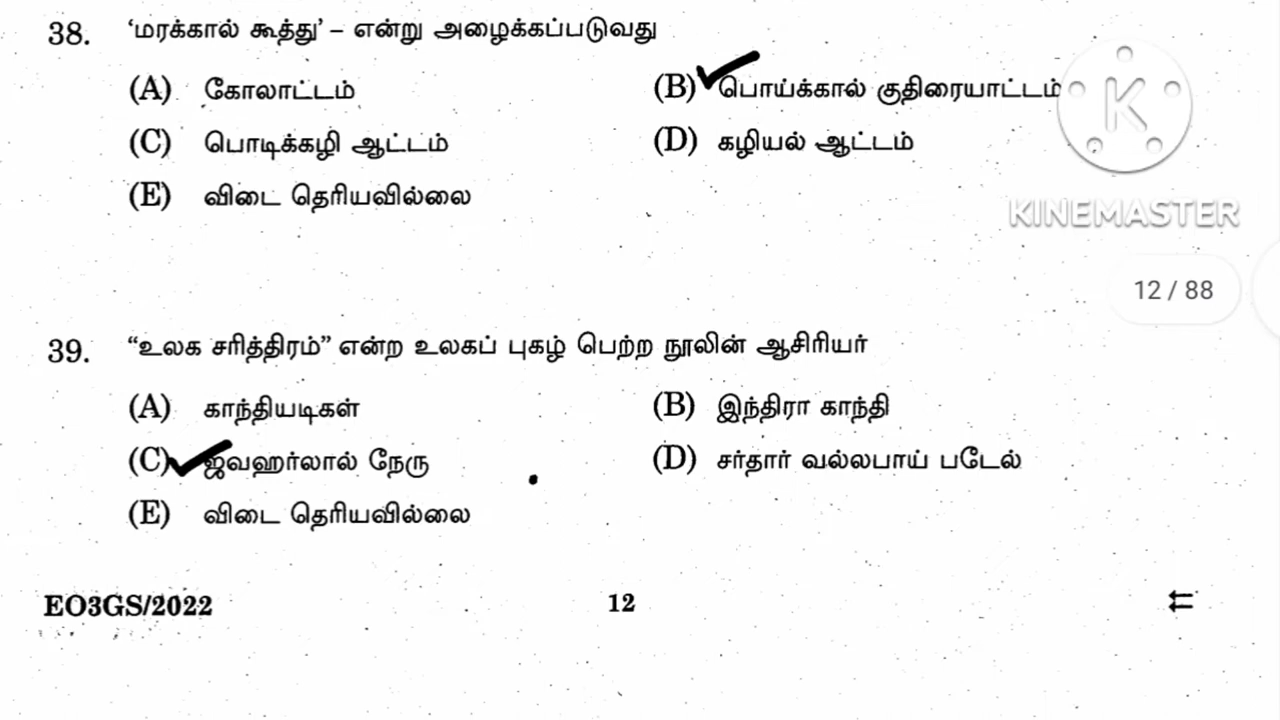 38. ‘மரக்கால் கூத்து’ – என்று அழைக்கப்படுவது
(A) கோலாட்டம் (B) பொய்க்கால் குதிரையாட்டம்
(C) பொடிக்கழி ஆட்டம் (D) கழியல் ஆட்டம்
(E) விடை தெரியவில்லை
K
KINEMASTER
12 / 88
39. “உலக சரித்திரம்” என்ற உலகப் புகழ் பெற்ற நூலின் ஆசிரியர்
(A) காந்தியடிகள் (B) இந்திரா காந்தி
(C) ஜவஹர்லால் நேரு (D) சர்தார் வல்லபாய் படேல்
(E) விடை தெரியவில்லை
EO3GS/2022 12